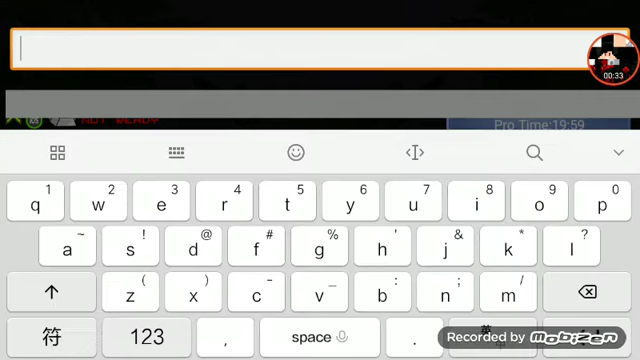 00:33
NOT READY
Pro Time:19:59
1 2 3 4 5 6 7 8 9 0
q w e r t y u i o p
~ ! @ # % ' & * ?
a s d f g h j k l
( ) - _ : ; /
z x c v b n m
符 123 , space . 英
Recorded by mobizen